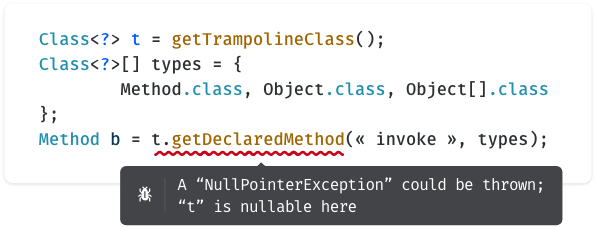 Class<?> t = getTrampolineClass();
Class<?>[] types = {
        Method.class, Object.class, Object[].class
};
Method b = t.getDeclaredMethod(« invoke », types);
A “NullPointerException” could be thrown;
“t” is nullable here